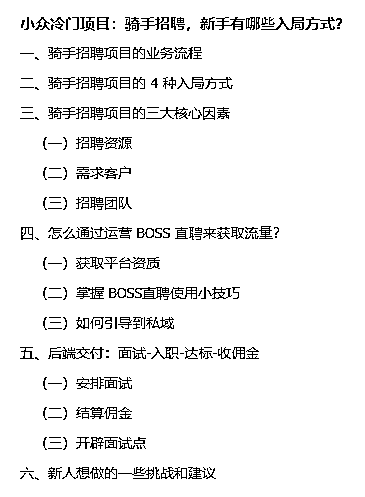 小众冷门项目：骑手招聘，新手有哪些入局方式？
一、骑手招聘项目的业务流程
二、骑手招聘项目的 4 种入局方式
三、骑手招聘项目的三大核心因素
（一）招聘资源
（二）需求客户
（三）招聘团队
四、怎么通过运营 BOSS 直聘来获取流量？
（一）获取平台资质
（二）掌握 BOSS直聘使用小技巧
（三）如何引导到私域
五、后端交付：面试-入职-达标-收佣金
（一）安排面试
（二）结算佣金
（三）开辟面试点
六、新人想做的一些挑战和建议